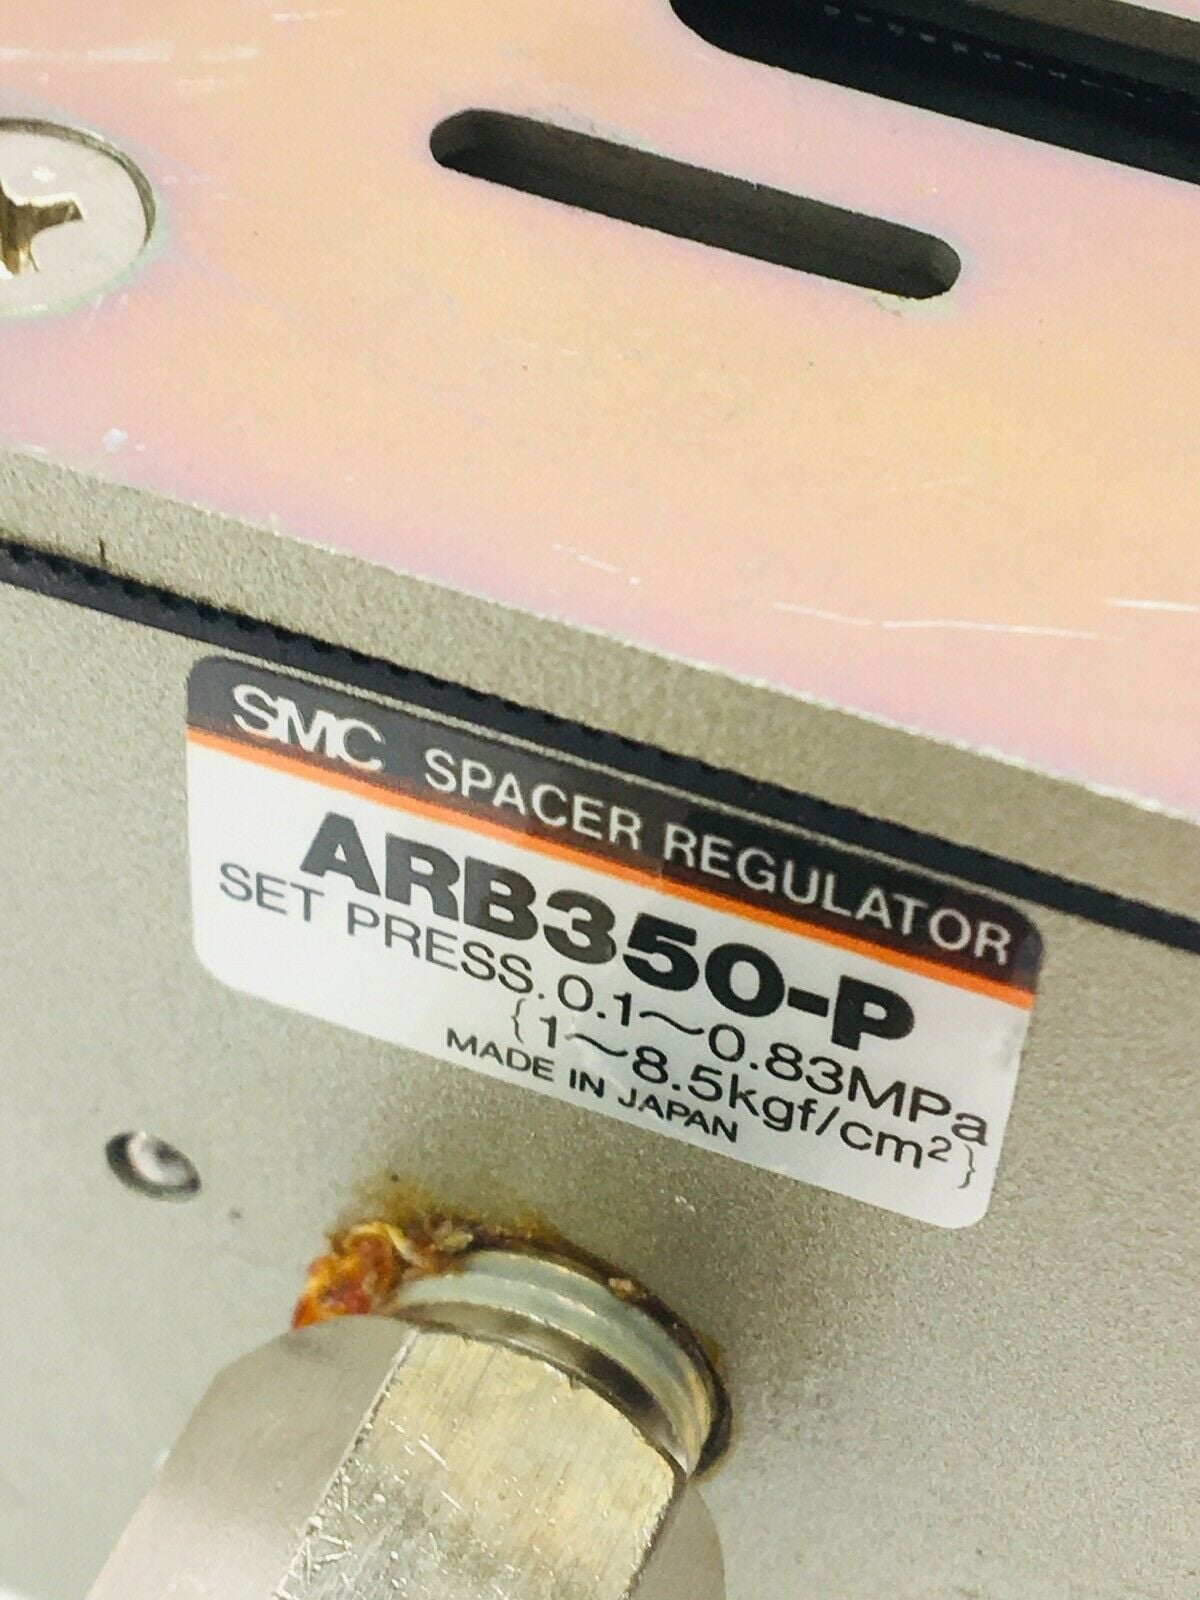 SMC SPACER REGULATOR
ARB350-P
SET PRESS. 0.1~0.83MPa
{1~8.5kgf/cm²}
MADE IN JAPAN